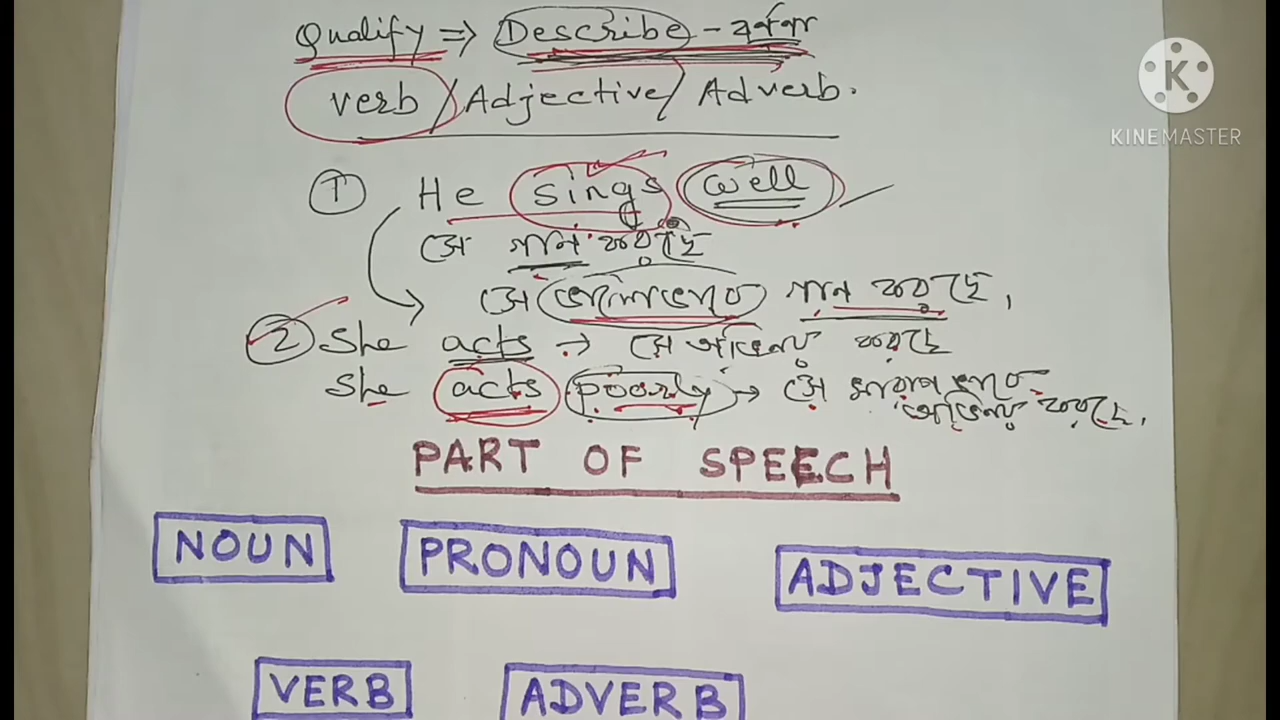 Qualify => Describe - বর্ণনা
verb / Adjective / Adverb.
KINEMASTER
① He sings well
সে গান করছে
সে ভালোভাবে গান করছে,
② She acts → সে অভিনয় করছে
She acts poorly → সে খারাপ ভাবে
অভিনয় করছে,
PART OF SPEECH
NOUN PRONOUN ADJECTIVE
VERB ADVERB